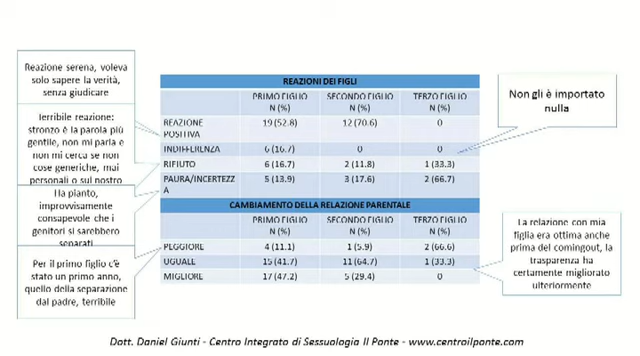 Reazione serena, voleva
solo sapere la verità,
senza giudicare
Terribile reazione:
stronzo è la parola più
gentile, non mi parla e
non mi cerca se non
cose generiche, mai
personali o sul nostro
Ha pianto,
improvvisamente
consapevole che i
genitori si sarebbero
separati
Per il primo figlio c'è
stato un primo anno,
quello della separazione
dal padre, terribile
REAZIONI DEI FIGLI
PRIMO FIGLIO N (%) SECONDO FIGLIO N (%) TERZO FIGLIO N (%)
REAZIONE POSITIVA 19 (52.8) 12 (70.6) 0
INDIFFERENZA 6 (16.7) 0 0
RIFIUTO 6 (16.7) 2 (11.8) 1 (33.3)
PAURA/INCERTEZZA 5 (13.9) 3 (17.6) 2 (66.7)
CAMBIAMENTO DELLA RELAZIONE PARENTALE
PRIMO FIGLIO N (%) SECONDO FIGLIO N (%) TERZO FIGLIO N (%)
PEGGIORE 4 (11.1) 1 (5.9) 2 (66.6)
UGUALE 15 (41.7) 11 (64.7) 1 (33.3)
MIGLIORE 17 (47.2) 5 (29.4) 0
Non gli è importato
nulla
La relazione con mia
figlia era ottima anche
prima del comingout, la
trasparenza ha
certamente migliorato
ulteriormente
Dott. Daniel Giunti - Centro Integrato di Sessuologia Il Ponte - www.centroilponte.com